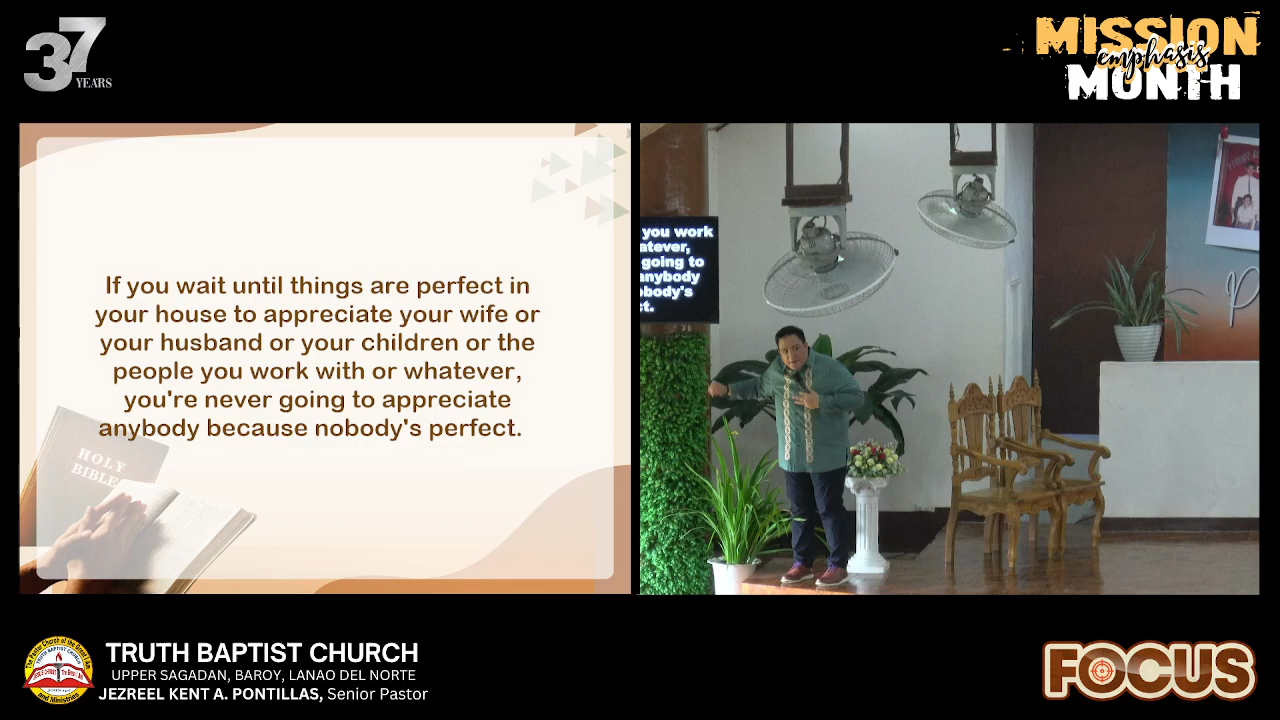 37
YEARS
MISSION
emphasis
MONTH
If you wait until things are perfect in
your house to appreciate your wife or
your husband or your children or the
people you work with or whatever,
you're never going to appreciate
anybody because nobody's perfect.
HOLY
BIBLE
you work
atever,
going to
anybody
obody's
ct.
P
TRUTH BAPTIST CHURCH
UPPER SAGADAN, BAROY, LANAO DEL NORTE
JEZREEL KENT A. PONTILLAS, Senior Pastor
FOCUS